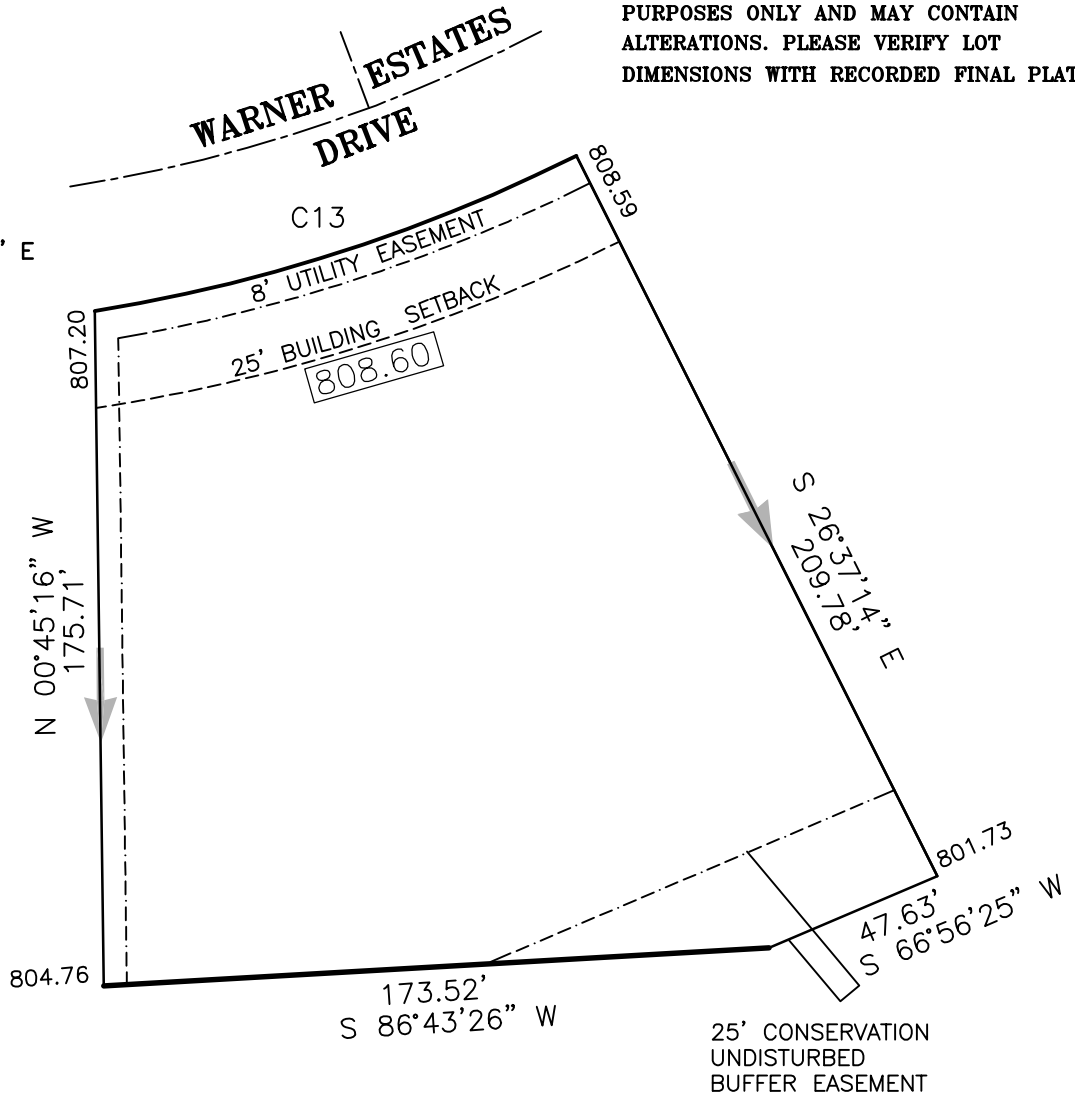 PURPOSES ONLY AND MAY CONTAIN
ALTERATIONS. PLEASE VERIFY LOT
DIMENSIONS WITH RECORDED FINAL PLAT
WARNER ESTATES
DRIVE
C13
' E
808.59
8' UTILITY EASEMENT
807.20
25' BUILDING SETBACK
808.60
S 26°37'14" E
209.78'
N 00°45'16" W
175.71'
801.73
47.63'
S 66°56'25" W
804.76
173.52'
S 86°43'26" W
25' CONSERVATION
UNDISTURBED
BUFFER EASEMENT